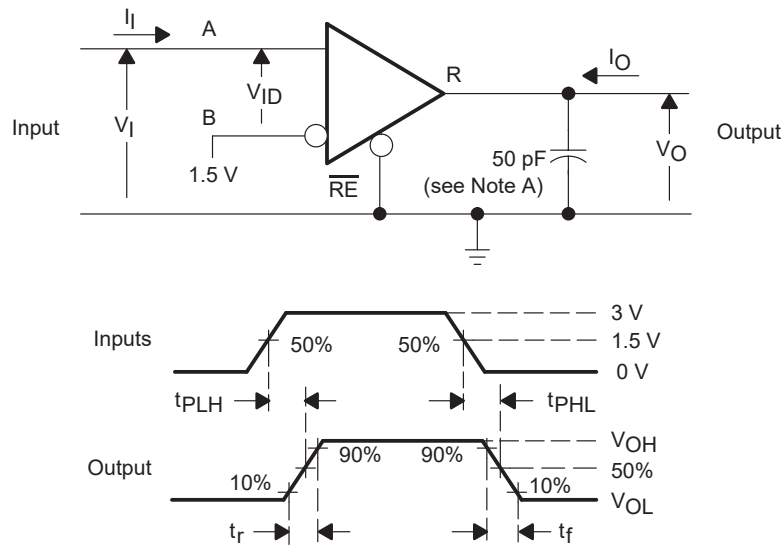 I_I
A
R
I_O
V_ID
Input
V_I
B
1.5 V
50 pF
(see Note A)
V_O
Output
RE
3 V
Inputs
50%
50%
1.5 V
0 V
t_PLH
t_PHL
V_OH
Output
90%
90%
50%
10%
10%
V_OL
t_r
t_f